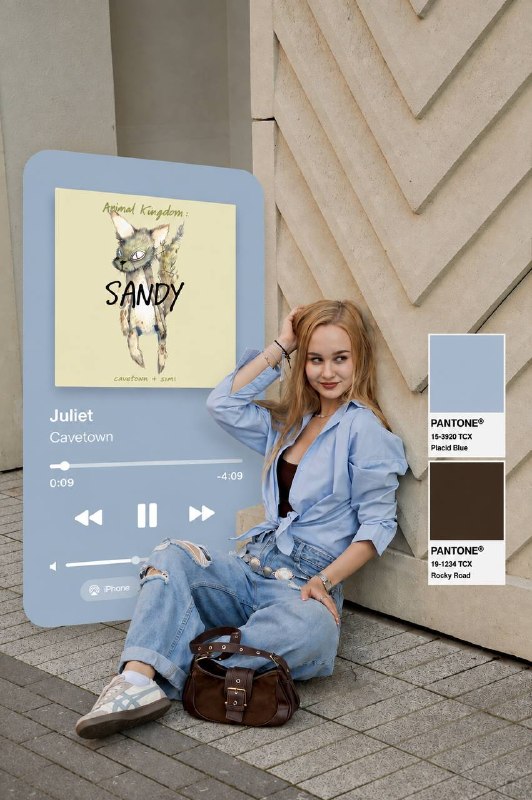 Animal Kingdom:
SANDY
cavetown + simi
Juliet
Cavetown
0:09
-4:09
iPhone
PANTONE®
15-3920 TCX
Placid Blue
PANTONE®
19-1234 TCX
Rocky Road